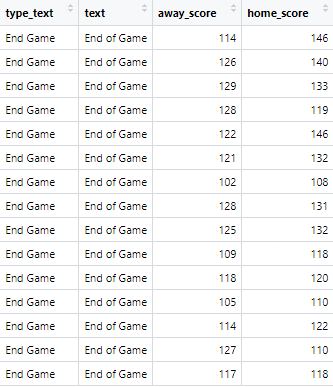 type_text text away_score home_score
End Game End of Game 114 146
End Game End of Game 126 140
End Game End of Game 129 133
End Game End of Game 128 119
End Game End of Game 122 146
End Game End of Game 121 132
End Game End of Game 102 108
End Game End of Game 128 131
End Game End of Game 125 132
End Game End of Game 109 118
End Game End of Game 118 120
End Game End of Game 105 110
End Game End of Game 114 122
End Game End of Game 127 110
End Game End of Game 117 118